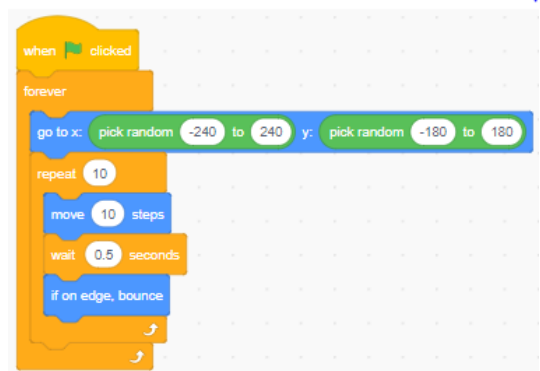 when clicked
forever
go to x: pick random -240 to 240 y: pick random -180 to 180
repeat 10
move 10 steps
wait 0.5 seconds
if on edge, bounce